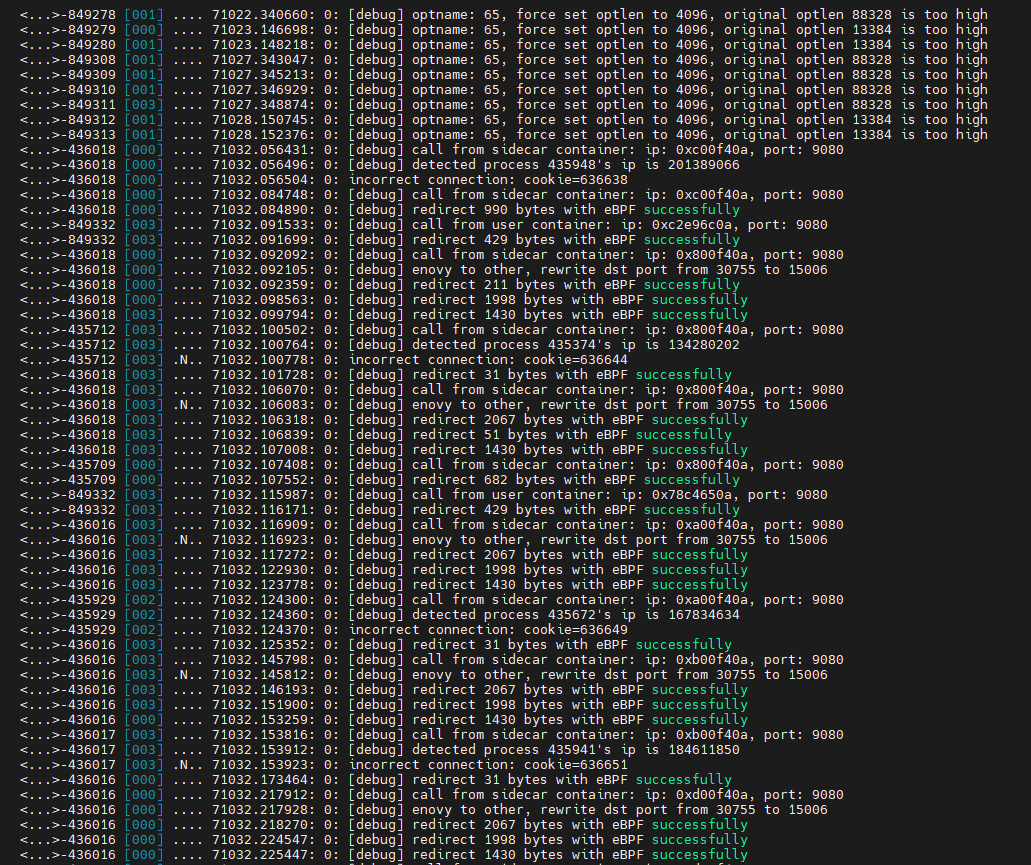 <...>-849278 [001] .... 71022.340660: 0: [debug] optname: 65, force set optlen to 4096, original optlen 88328 is too high
<...>-849279 [000] .... 71023.146698: 0: [debug] optname: 65, force set optlen to 4096, original optlen 13384 is too high
<...>-849280 [001] .... 71023.148218: 0: [debug] optname: 65, force set optlen to 4096, original optlen 13384 is too high
<...>-849308 [001] .... 71027.343047: 0: [debug] optname: 65, force set optlen to 4096, original optlen 88328 is too high
<...>-849309 [001] .... 71027.345213: 0: [debug] optname: 65, force set optlen to 4096, original optlen 88328 is too high
<...>-849310 [001] .... 71027.346929: 0: [debug] optname: 65, force set optlen to 4096, original optlen 88328 is too high
<...>-849311 [003] .... 71027.348874: 0: [debug] optname: 65, force set optlen to 4096, original optlen 88328 is too high
<...>-849312 [001] .... 71028.150745: 0: [debug] optname: 65, force set optlen to 4096, original optlen 13384 is too high
<...>-849313 [001] .... 71028.152376: 0: [debug] optname: 65, force set optlen to 4096, original optlen 13384 is too high
<...>-436018 [000] .... 71032.056431: 0: [debug] call from sidecar container: ip: 0xc00f40a, port: 9080
<...>-436018 [000] .... 71032.056496: 0: [debug] detected process 435948's ip is 201389066
<...>-436018 [000] .... 71032.056504: 0: incorrect connection: cookie=636638
<...>-436018 [000] .... 71032.084748: 0: [debug] call from sidecar container: ip: 0xc00f40a, port: 9080
<...>-436018 [000] .... 71032.084890: 0: [debug] redirect 990 bytes with eBPF successfully
<...>-849332 [003] .... 71032.091533: 0: [debug] call from user container: ip: 0xc2e96c0a, port: 9080
<...>-849332 [003] .... 71032.091699: 0: [debug] redirect 429 bytes with eBPF successfully
<...>-436018 [000] .... 71032.092092: 0: [debug] call from sidecar container: ip: 0x800f40a, port: 9080
<...>-436018 [000] .... 71032.092105: 0: [debug] enovy to other, rewrite dst port from 30755 to 15006
<...>-436018 [000] .... 71032.092359: 0: [debug] redirect 211 bytes with eBPF successfully
<...>-436018 [000] .... 71032.098563: 0: [debug] redirect 1998 bytes with eBPF successfully
<...>-436018 [003] .... 71032.099794: 0: [debug] redirect 1430 bytes with eBPF successfully
<...>-435712 [003] .... 71032.100502: 0: [debug] call from sidecar container: ip: 0x800f40a, port: 9080
<...>-435712 [003] .... 71032.100764: 0: [debug] detected process 435374's ip is 134280202
<...>-435712 [003] .N.. 71032.100778: 0: incorrect connection: cookie=636644
<...>-436018 [003] .... 71032.101728: 0: [debug] redirect 31 bytes with eBPF successfully
<...>-436018 [003] .... 71032.106070: 0: [debug] call from sidecar container: ip: 0x800f40a, port: 9080
<...>-436018 [003] .N.. 71032.106083: 0: [debug] enovy to other, rewrite dst port from 30755 to 15006
<...>-436018 [003] .... 71032.106318: 0: [debug] redirect 2067 bytes with eBPF successfully
<...>-436018 [003] .... 71032.106839: 0: [debug] redirect 51 bytes with eBPF successfully
<...>-436018 [003] .... 71032.107008: 0: [debug] redirect 1430 bytes with eBPF successfully
<...>-435709 [000] .... 71032.107408: 0: [debug] call from sidecar container: ip: 0x800f40a, port: 9080
<...>-435709 [000] .... 71032.107552: 0: [debug] redirect 682 bytes with eBPF successfully
<...>-849332 [003] .... 71032.115987: 0: [debug] call from user container: ip: 0x78c4650a, port: 9080
<...>-849332 [003] .... 71032.116171: 0: [debug] redirect 429 bytes with eBPF successfully
<...>-436016 [003] .... 71032.116909: 0: [debug] call from sidecar container: ip: 0xa00f40a, port: 9080
<...>-436016 [003] .N.. 71032.116923: 0: [debug] enovy to other, rewrite dst port from 30755 to 15006
<...>-436016 [003] .... 71032.117272: 0: [debug] redirect 2067 bytes with eBPF successfully
<...>-436016 [003] .... 71032.122930: 0: [debug] redirect 1998 bytes with eBPF successfully
<...>-436016 [003] .... 71032.123778: 0: [debug] redirect 1430 bytes with eBPF successfully
<...>-435929 [002] .... 71032.124300: 0: [debug] call from sidecar container: ip: 0xa00f40a, port: 9080
<...>-435929 [002] .... 71032.124360: 0: [debug] detected process 435672's ip is 167834634
<...>-435929 [002] .... 71032.124370: 0: incorrect connection: cookie=636649
<...>-436016 [003] .... 71032.125352: 0: [debug] redirect 31 bytes with eBPF successfully
<...>-436016 [003] .... 71032.145798: 0: [debug] call from sidecar container: ip: 0xb00f40a, port: 9080
<...>-436016 [003] .N.. 71032.145812: 0: [debug] enovy to other, rewrite dst port from 30755 to 15006
<...>-436016 [003] .... 71032.146193: 0: [debug] redirect 2067 bytes with eBPF successfully
<...>-436016 [003] .... 71032.151900: 0: [debug] redirect 1998 bytes with eBPF successfully
<...>-436016 [000] .... 71032.153259: 0: [debug] redirect 1430 bytes with eBPF successfully
<...>-436017 [003] .... 71032.153816: 0: [debug] call from sidecar container: ip: 0xb00f40a, port: 9080
<...>-436017 [003] .... 71032.153912: 0: [debug] detected process 435941's ip is 184611850
<...>-436017 [003] .N.. 71032.153923: 0: incorrect connection: cookie=636651
<...>-436016 [000] .... 71032.173464: 0: [debug] redirect 31 bytes with eBPF successfully
<...>-436016 [000] .... 71032.217912: 0: [debug] call from sidecar container: ip: 0xd00f40a, port: 9080
<...>-436016 [000] .... 71032.217928: 0: [debug] enovy to other, rewrite dst port from 30755 to 15006
<...>-436016 [000] .... 71032.218270: 0: [debug] redirect 2067 bytes with eBPF successfully
<...>-436016 [000] .... 71032.224547: 0: [debug] redirect 1998 bytes with eBPF successfully
<...>-436016 [000] .... 71032.225447: 0: [debug] redirect 1430 bytes with eBPF successfully